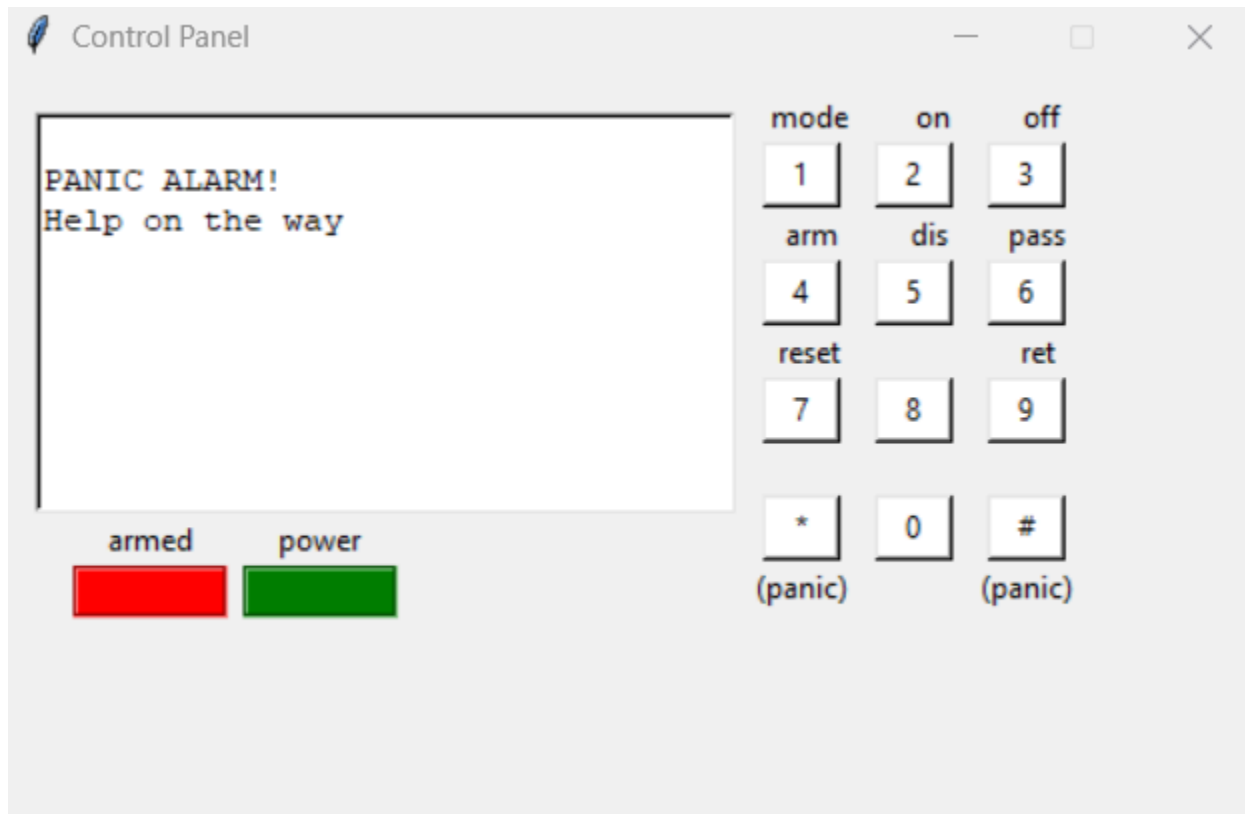 Control Panel
PANIC ALARM!
Help on the way
mode on off
1 2 3
arm dis pass
4 5 6
reset ret
7 8 9
* 0 #
(panic) (panic)
armed power